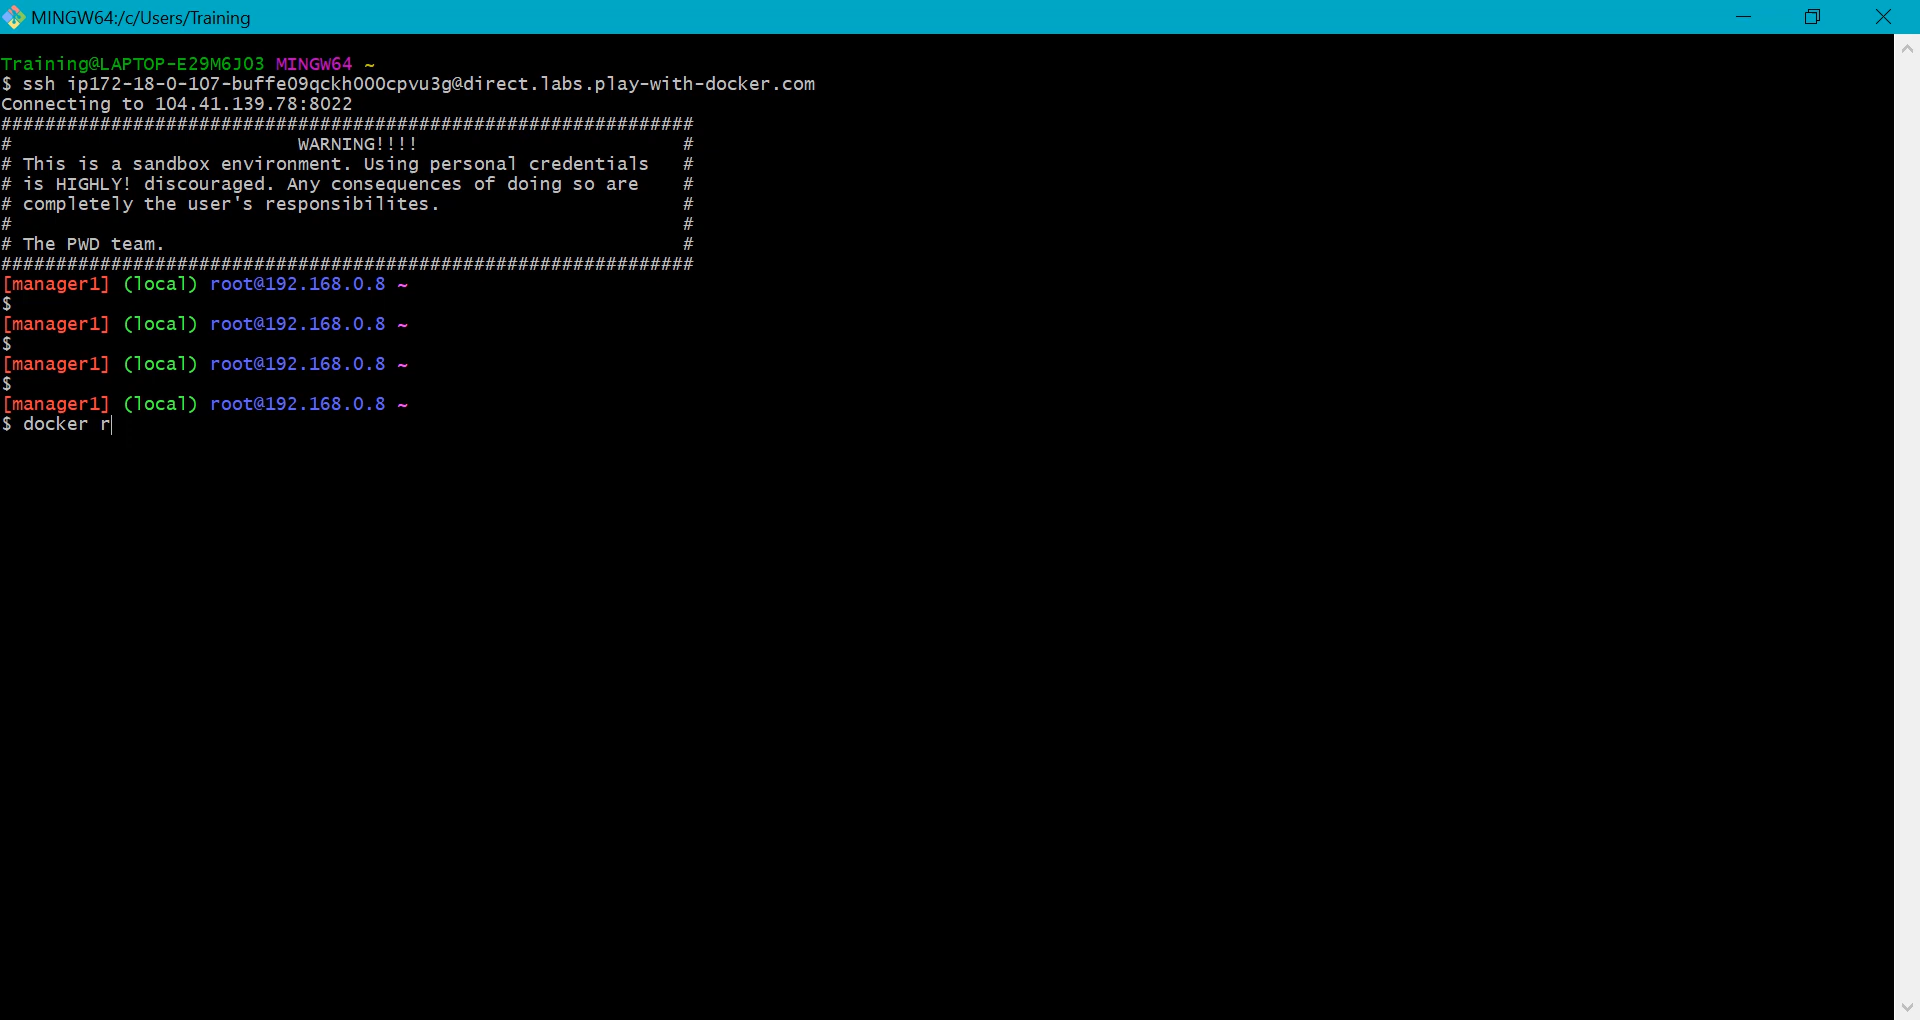 MINGW64:/c/Users/Training
Training@LAPTOP-E29M6J03 MINGW64 ~
$ ssh ip172-18-0-107-buffe09qckh000cpvu3g@direct.labs.play-with-docker.com
Connecting to 104.41.139.78:8022
###############################################################
#                          WARNING!!!!                        #
# This is a sandbox environment. Using personal credentials   #
# is HIGHLY! discouraged. Any consequences of doing so are    #
# completely the user's responsibilites.                      #
#                                                             #
# The PWD team.                                               #
###############################################################
[manager1] (local) root@192.168.0.8 ~
$
[manager1] (local) root@192.168.0.8 ~
$
[manager1] (local) root@192.168.0.8 ~
$
[manager1] (local) root@192.168.0.8 ~
$ docker r